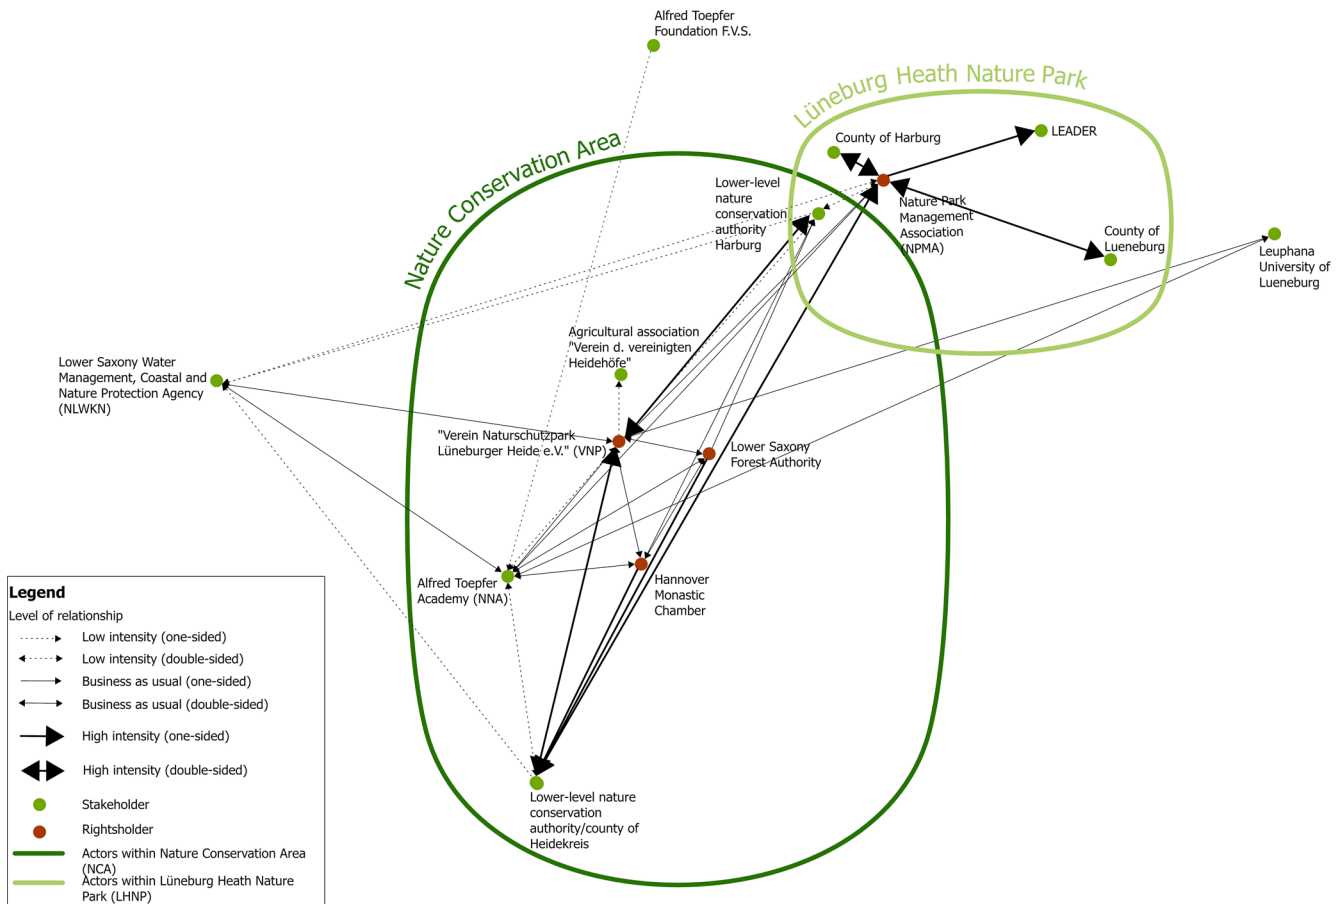 Alfred Toepfer
Foundation F.V.S.
Lüneburg Heath Nature Park
County of Harburg
LEADER
Nature Conservation Area
Lower-level
nature
conservation
authority
Harburg
Nature Park
Management
Association
(NPMA)
County of
Lueneburg
Leuphana
University of
Lueneburg
Agricultural association
"Verein d. vereinigten
Heidehöfe"
Lower Saxony Water
Management, Coastal and
Nature Protection Agency
(NLWKN)
"Verein Naturschutzpark
Lüneburger Heide e.V." (VNP)
Lower Saxony
Forest Authority
Alfred Toepfer
Academy (NNA)
Hannover
Monastic
Chamber
Lower-level nature
conservation
authority/county of
Heidekreis
Legend
Level of relationship
Low intensity (one-sided)
Low intensity (double-sided)
Business as usual (one-sided)
Business as usual (double-sided)
High intensity (one-sided)
High intensity (double-sided)
Stakeholder
Rightsholder
Actors within Nature Conservation Area
(NCA)
Actors within Lüneburg Heath Nature
Park (LHNP)